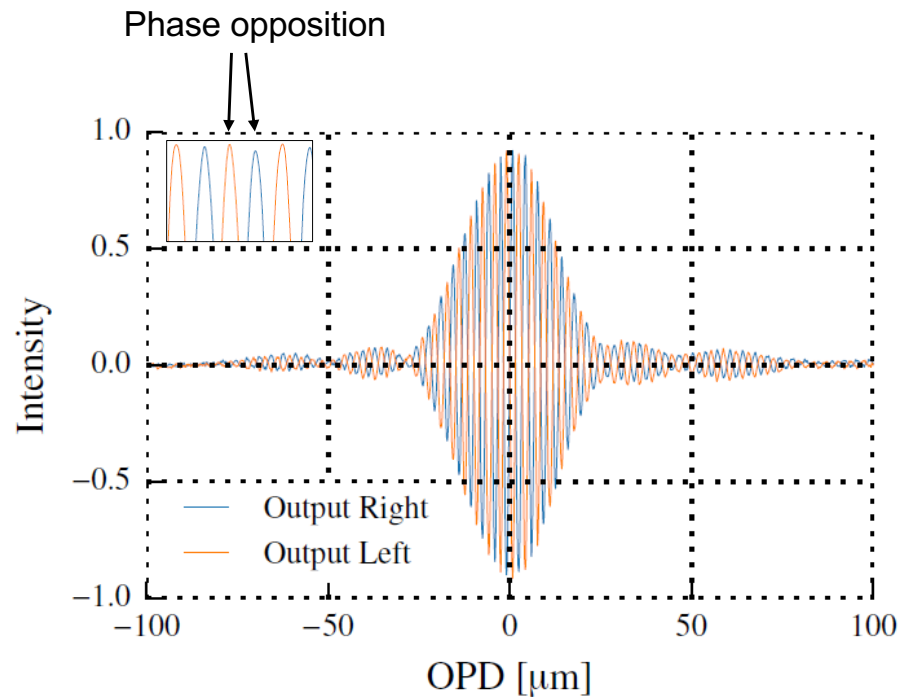 Phase opposition
1.0
0.5
0.0
−0.5
−1.0
Intensity
Output Right
Output Left
−100
−50
0
50
100
OPD [μm]